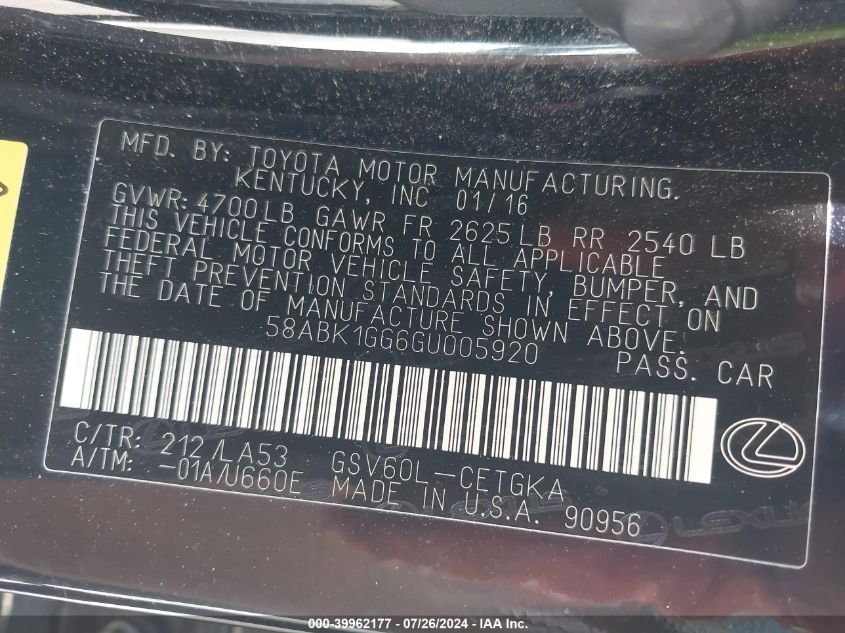 MFD. BY: TOYOTA MOTOR MANUFACTURING.
KENTUCKY, INC 01/16
GVWR: 4700LB GAWR FR 2625LB RR 2540 LB
THIS VEHICLE CONFORMS TO ALL APPLICABLE
FEDERAL MOTOR VEHICLE SAFETY, BUMPER, AND
THEFT PREVENTION STANDARDS IN EFFECT ON
THE DATE OF MANUFACTURE SHOWN ABOVE.
58ABK1GG6GU005920 PASS. CAR
C/TR: 212/LA53 GSV60L-CETGKA
A/TM: -01A/U660E MADE IN U.S.A. 90956
LEXUS
000-39962177 - 07/26/2024 - IAA Inc.